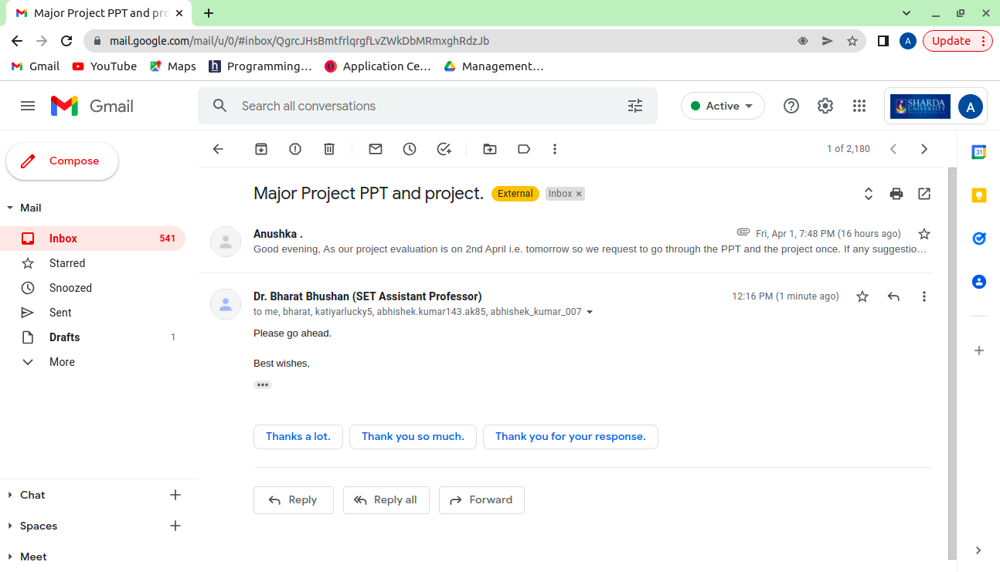 Major Project PPT and pro
mail.google.com/mail/u/0/#inbox/QgrcJHsBmtfrlqrgfLvZWkDbMRmxghRdzJb
A
Update
Gmail
YouTube
Maps
h Programming…
Application Ce…
Management…
Gmail
Search all conversations
Active
SHARDA
UNIVERSITY
A
Compose
1 of 2,180
31
Major Project PPT and project.
External
Inbox ×
Mail
Inbox 541
Starred
Snoozed
Sent
Drafts 1
More
Anushka .
Fri, Apr 1, 7:48 PM (16 hours ago)
Good evening, As our project evaluation is on 2nd April i.e. tomorrow so we request to go through the PPT and the project once. If any suggestio…
Dr. Bharat Bhushan (SET Assistant Professor)
12:16 PM (1 minute ago)
to me, bharat, katiyarlucky5, abhishek.kumar143.ak85, abhishek_kumar_007
Please go ahead.
Best wishes,
Thanks a lot.
Thank you so much.
Thank you for your response.
Reply
Reply all
Forward
Chat
Spaces
Meet